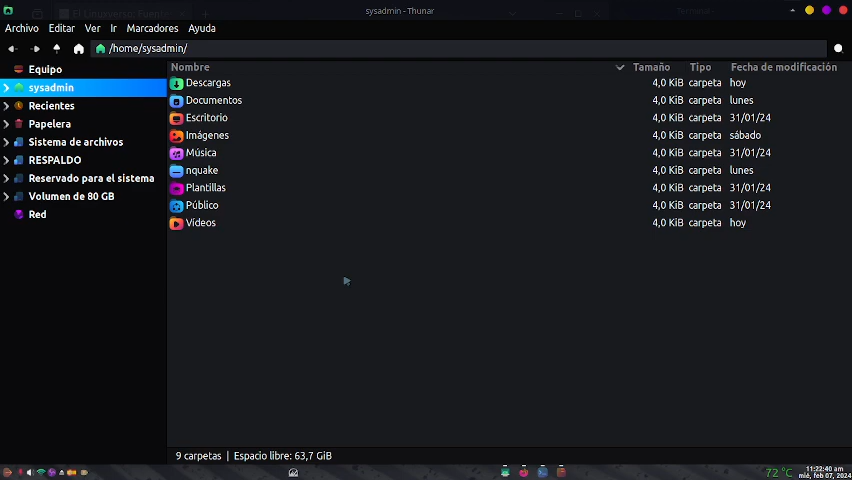 sysadmin - Thunar
Archivo Editar Ver Ir Marcadores Ayuda
/home/sysadmin/
Equipo
sysadmin
Recientes
Papelera
Sistema de archivos
RESPALDO
Reservado para el sistema
Volumen de 80 GB
Red
Nombre Tamaño Tipo Fecha de modificación
Descargas 4,0 KiB carpeta hoy
Documentos 4,0 KiB carpeta lunes
Escritorio 4,0 KiB carpeta 31/01/24
Imágenes 4,0 KiB carpeta sábado
Música 4,0 KiB carpeta 31/01/24
nquake 4,0 KiB carpeta lunes
Plantillas 4,0 KiB carpeta 31/01/24
Público 4,0 KiB carpeta 31/01/24
Vídeos 4,0 KiB carpeta hoy
9 carpetas | Espacio libre: 63,7 GiB
72 °C
11:22:40 am
mié, feb 07, 2024